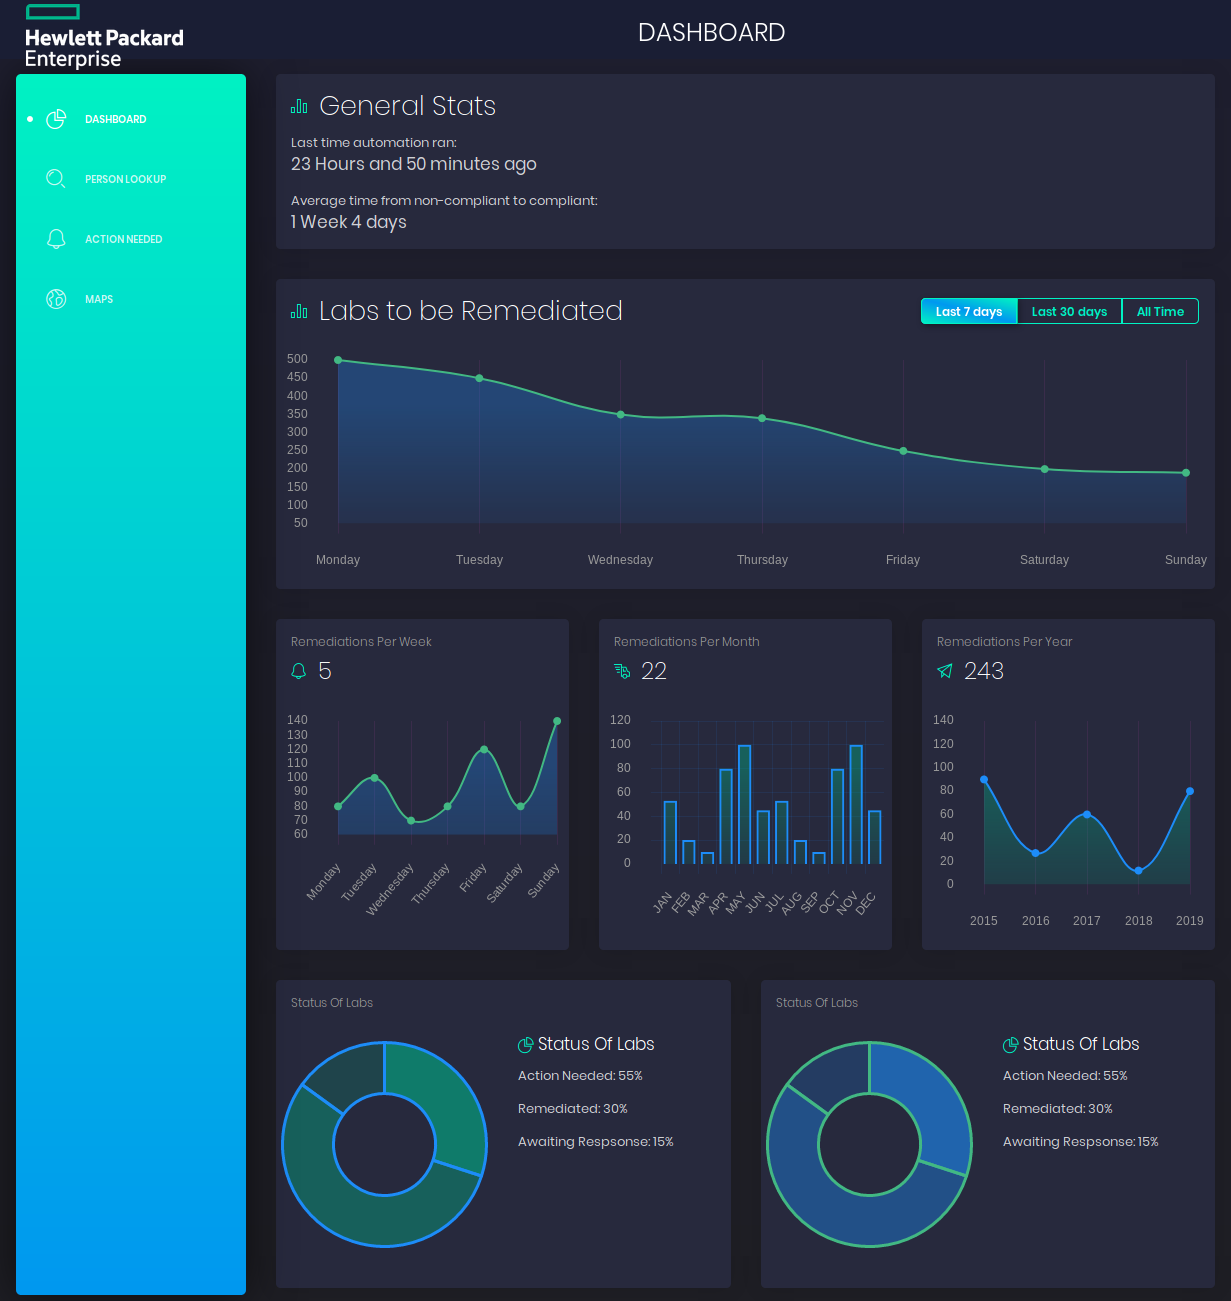 Hewlett Packard
Enterprise
DASHBOARD
DASHBOARD
PERSON LOOKUP
ACTION NEEDED
MAPS
General Stats
Last time automation ran:
23 Hours and 50 minutes ago
Average time from non-compliant to compliant:
1 Week 4 days
Labs to be Remediated
Last 7 days
Last 30 days
All Time
500
450
400
350
300
250
200
150
100
50
Monday Tuesday Wednesday Thursday Friday Saturday Sunday
Remediations Per Week
5
140
130
120
110
100
90
80
70
60
Monday Tuesday Wednesday Thursday Friday Saturday Sunday
Remediations Per Month
22
120
100
80
60
40
20
0
JAN FEB MAR APR MAY JUN JUL AUG SEP OCT NOV DEC
Remediations Per Year
243
140
120
100
80
60
40
20
0
2015 2016 2017 2018 2019
Status Of Labs
Status Of Labs
Action Needed: 55%
Remediated: 30%
Awaiting Respsonse: 15%
Status Of Labs
Status Of Labs
Action Needed: 55%
Remediated: 30%
Awaiting Respsonse: 15%